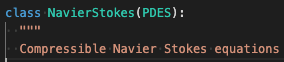 class NavierStokes(PDES):
"""
Compressible Navier Stokes equations